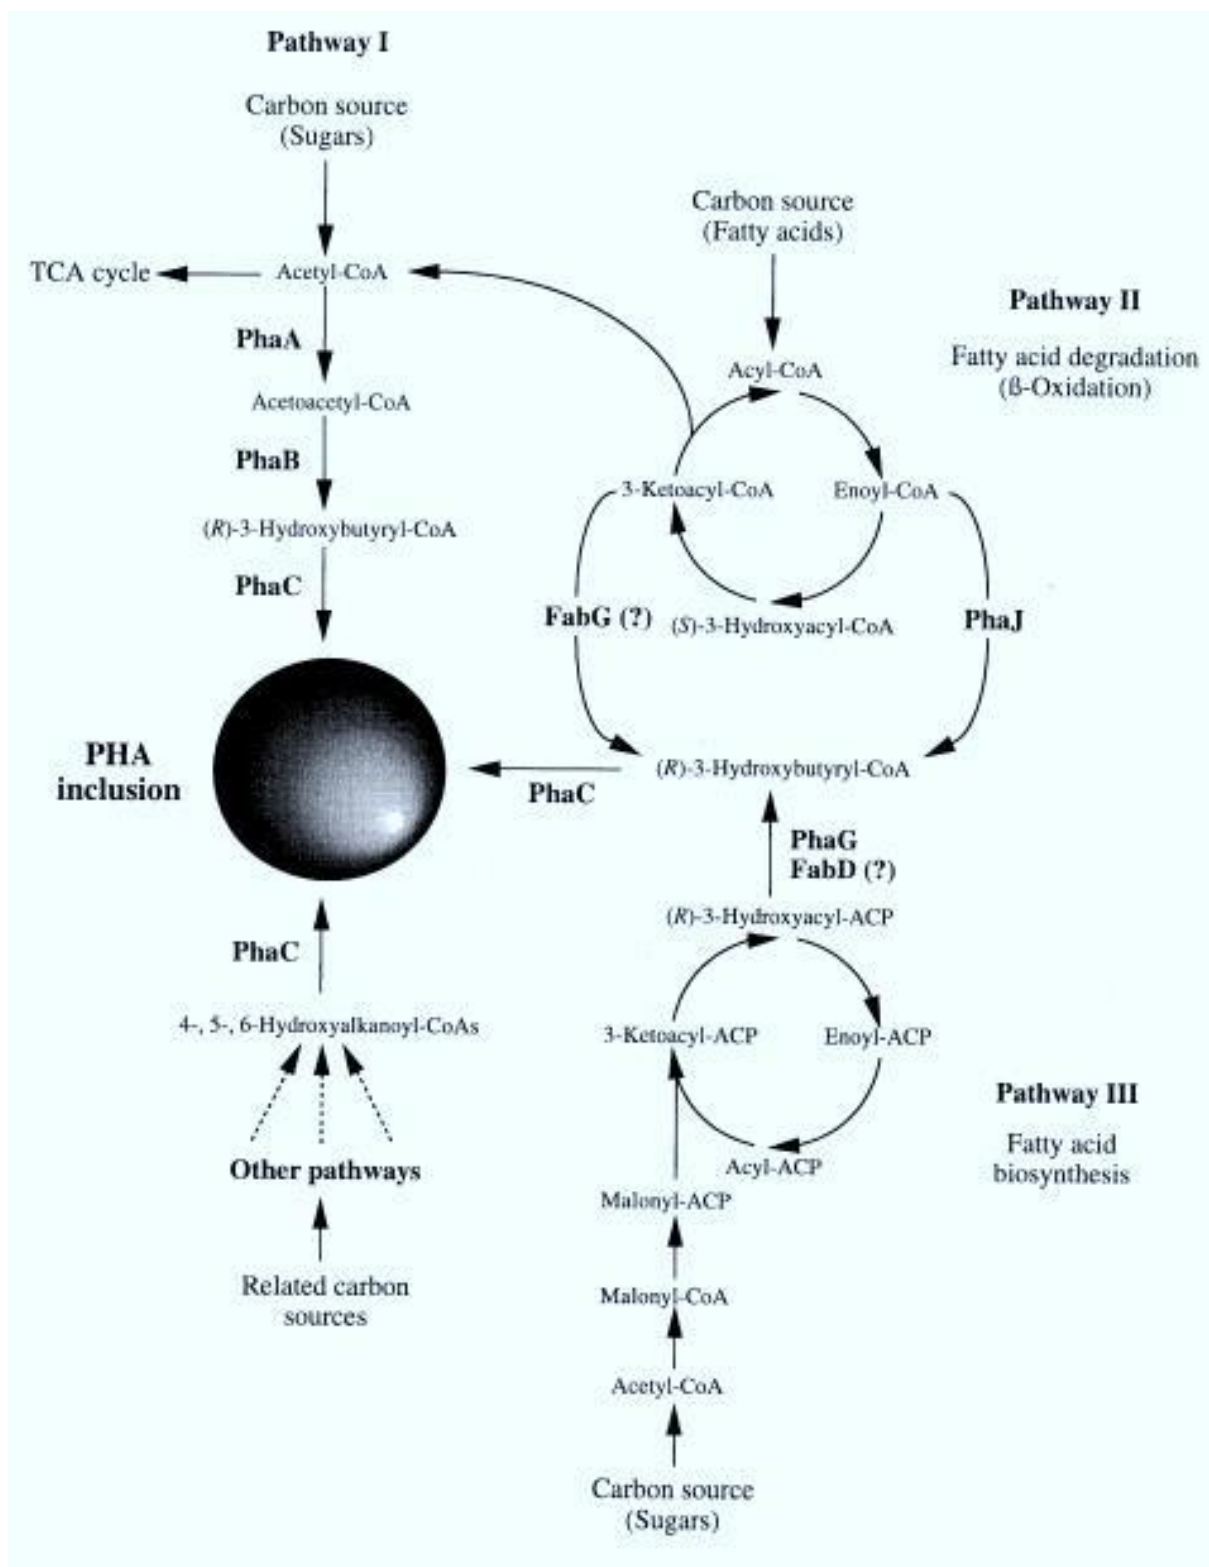 Pathway I
Carbon source
(Sugars)
TCA cycle
Acetyl-CoA
PhaA
Acetoacetyl-CoA
PhaB
(R)-3-Hydroxybutyryl-CoA
PhaC
PHA
inclusion
PhaC
4-, 5-, 6-Hydroxyalkanoyl-CoAs
Other pathways
Related carbon
sources
Carbon source
(Fatty acids)
Pathway II
Fatty acid degradation
(ß-Oxidation)
Acyl-CoA
3-Ketoacyl-CoA
Enoyl-CoA
FabG (?)
(S)-3-Hydroxyacyl-CoA
PhaJ
(R)-3-Hydroxybutyryl-CoA
PhaC
PhaG
FabD (?)
(R)-3-Hydroxyacyl-ACP
3-Ketoacyl-ACP
Enoyl-ACP
Pathway III
Fatty acid
biosynthesis
Acyl-ACP
Malonyl-ACP
Malonyl-CoA
Acetyl-CoA
Carbon source
(Sugars)